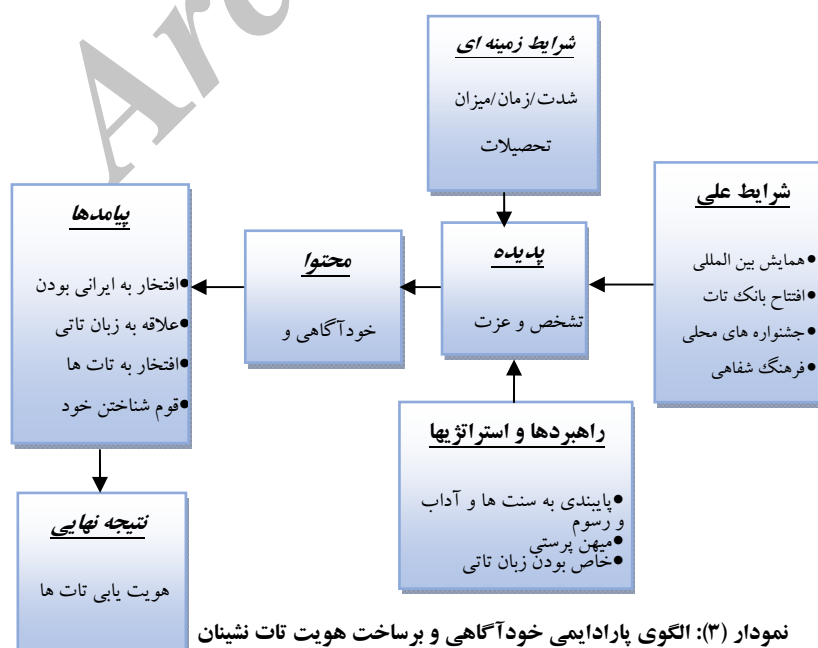 شرایط زمینه ای
شدت/زمان/میزان
تحصیلات
شرایط علی
●همایش بین المللی
●افتتاح بانک تات
●جشنواره های محلی
●فرهنگ شفاهی
پدیده
تشخص و عزت
محتوا
خودآگاهی و
پیامدها
●افتخار به ایرانی بودن
●علاقه به زبان تاتی
●افتخار به تات ها
●قوم شناختن خود
راهبردها و استراتژیها
●پایبندی به سنت ها و آداب
و رسوم
●میهن پرستی
●خاص بودن زبان تاتی
نتیجه نهایی
هویت یابی تات ها
نمودار (۳): الگوی پارادایمی خودآگاهی و برساخت هویت تات نشینان